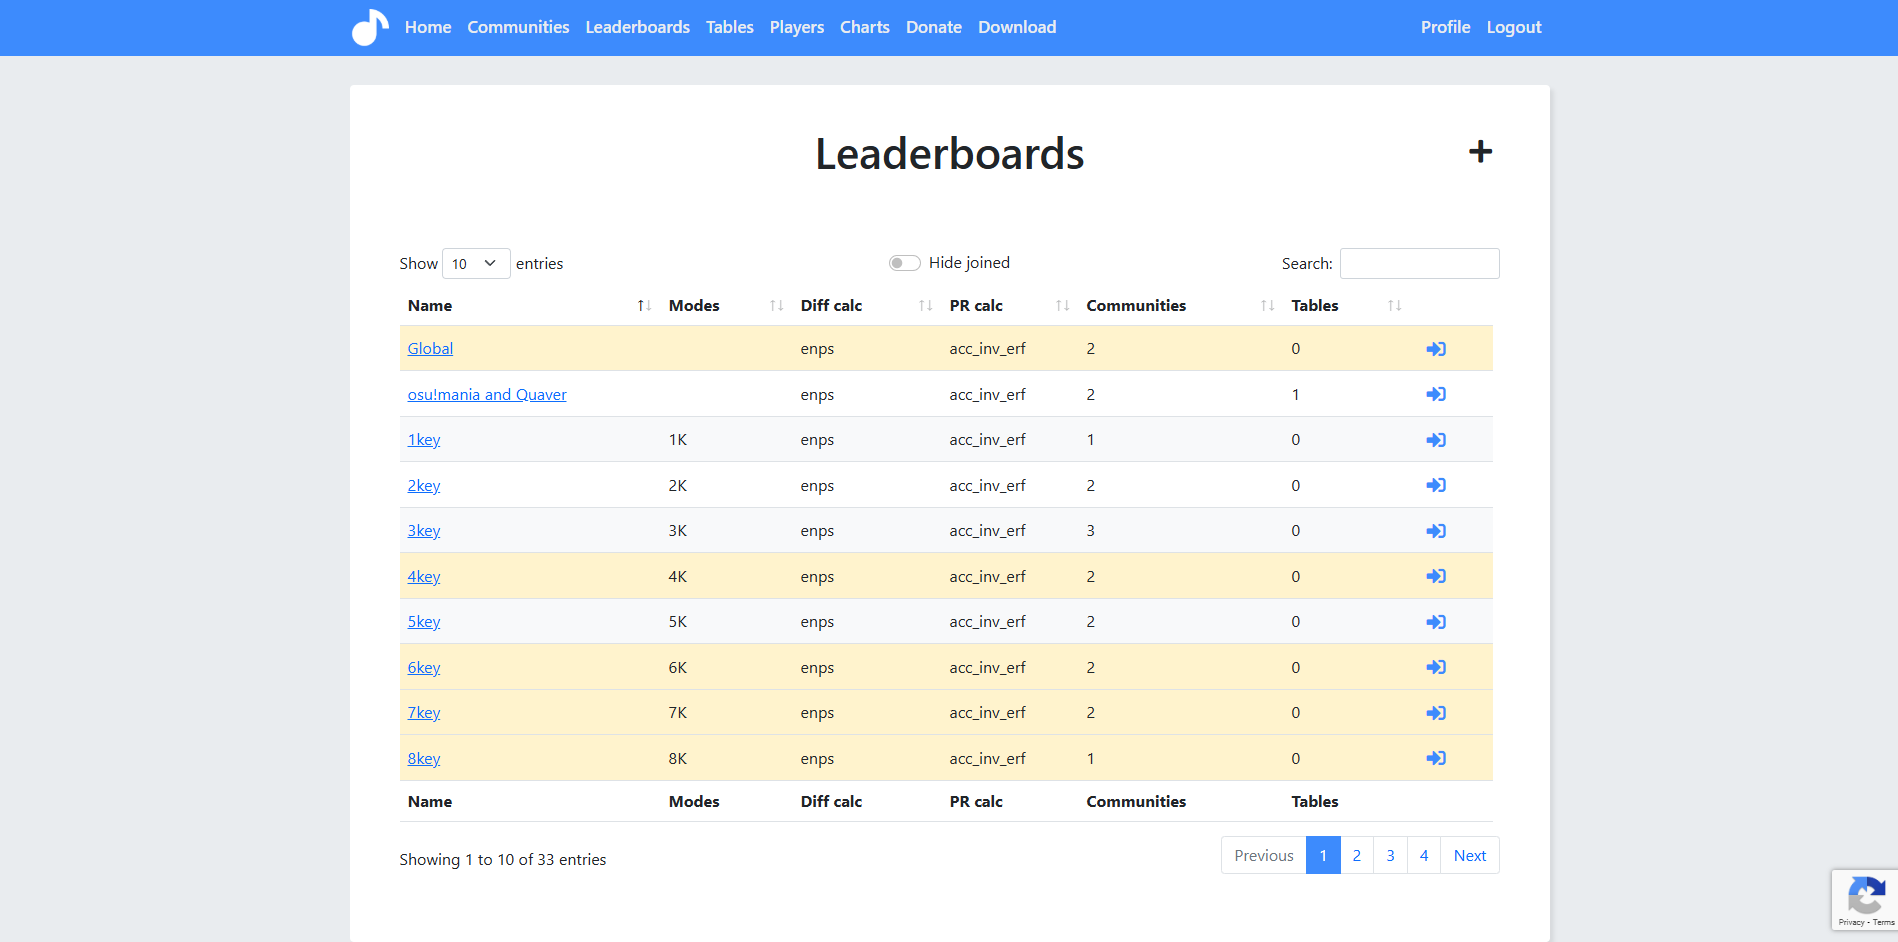 Home Communities Leaderboards Tables Players Charts Donate Download Profile Logout
Leaderboards
Show 10 entries Hide joined Search:
Name Modes Diff calc PR calc Communities Tables
Global enps acc_inv_erf 2 0
osu!mania and Quaver enps acc_inv_erf 2 1
1key 1K enps acc_inv_erf 1 0
2key 2K enps acc_inv_erf 2 0
3key 3K enps acc_inv_erf 3 0
4key 4K enps acc_inv_erf 2 0
5key 5K enps acc_inv_erf 2 0
6key 6K enps acc_inv_erf 2 0
7key 7K enps acc_inv_erf 2 0
8key 8K enps acc_inv_erf 1 0
Name Modes Diff calc PR calc Communities Tables
Showing 1 to 10 of 33 entries Previous 1 2 3 4 Next
Privacy - Terms